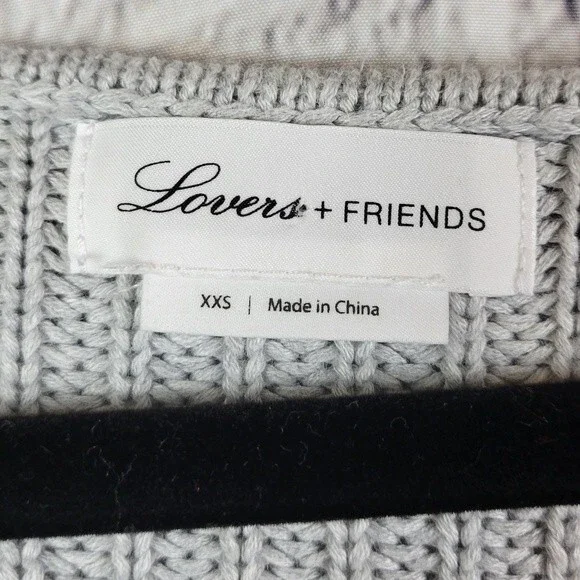 Lovers + FRIENDS
XXS | Made in China